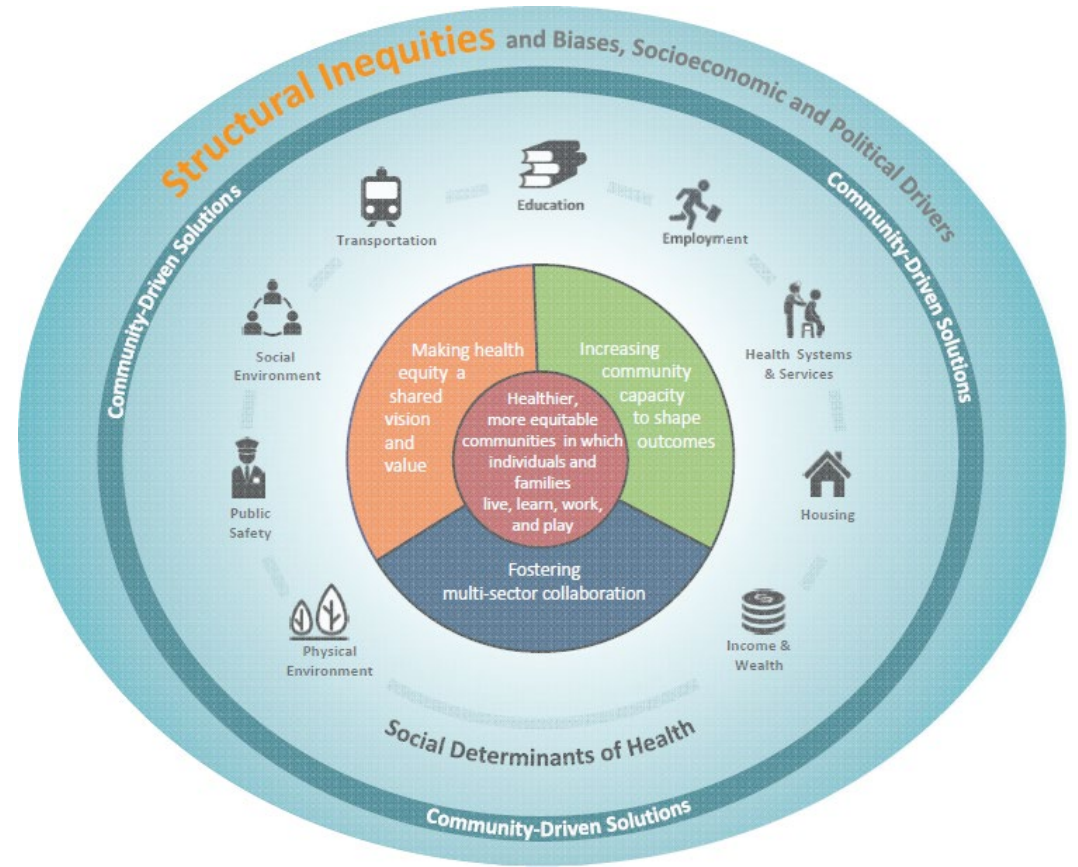 Structural Inequities and Biases, Socioeconomic and Political Drivers
Community-Driven Solutions
Community-Driven Solutions
Education
Transportation
Employment
Social
Environment
Health Systems
& Services
Public
Safety
Housing
Physical
Environment
Income &
Wealth
Making health
equity a
shared
vision
and
value
Increasing
community
capacity
to shape
outcomes
Healthier,
more equitable
communities in which
individuals and
families
live, learn, work,
and play
Fostering
multi-sector collaboration
Social Determinants of Health
Community-Driven Solutions